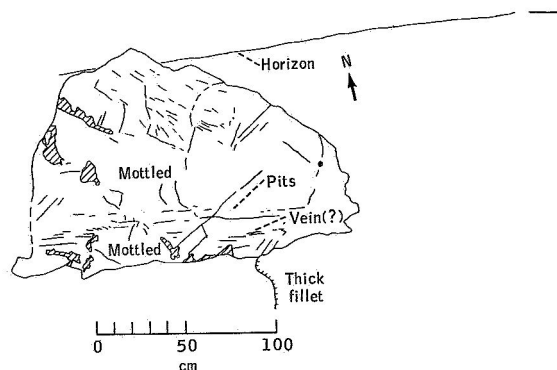 Horizon
N
Mottled
Pits
Vein(?)
Mottled
Thick
fillet
0 50 100
cm